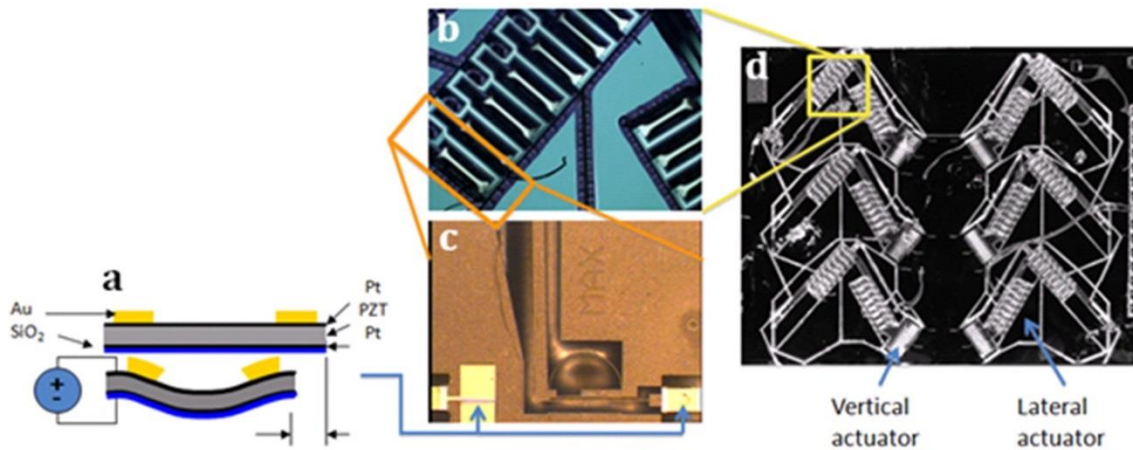 a
Au
SiO₂
Pt
PZT
Pt
+
-
b
c
MAX
d
Vertical
actuator
Lateral
actuator